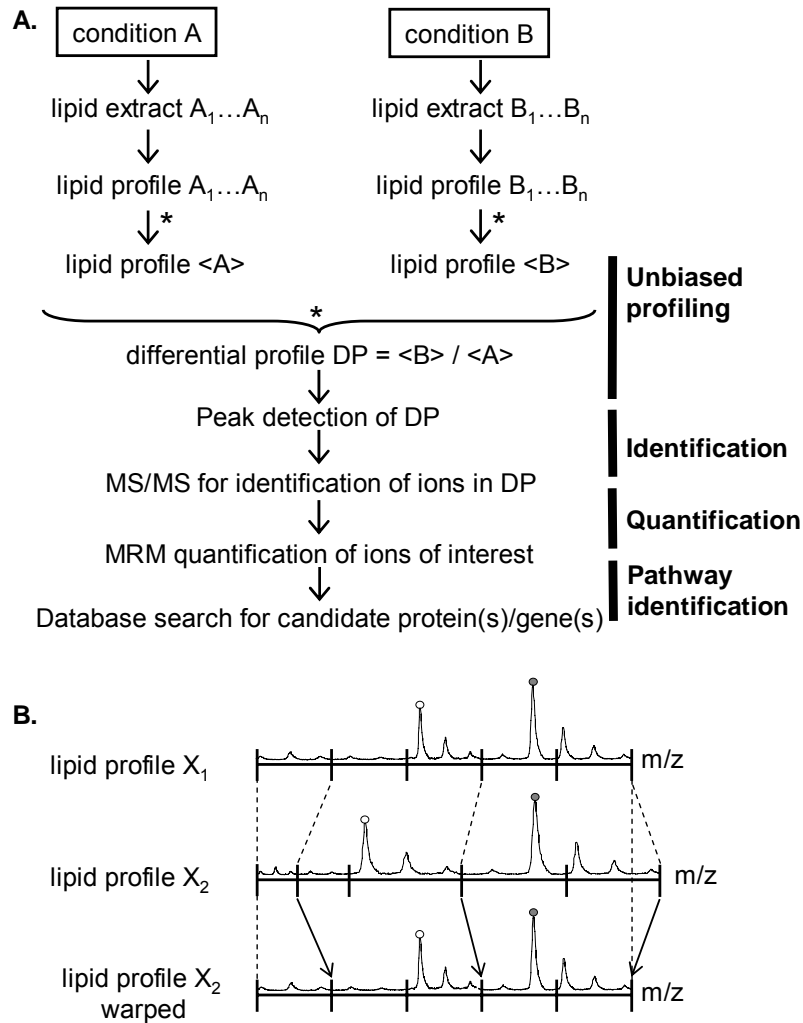 A.
condition A
condition B
lipid extract A₁…Aₙ
lipid extract B₁…Bₙ
lipid profile A₁…Aₙ
lipid profile B₁…Bₙ
*
*
lipid profile <A>
lipid profile <B>
Unbiased
profiling
*
differential profile DP = <B> / <A>
Peak detection of DP
Identification
MS/MS for identification of ions in DP
Quantification
MRM quantification of ions of interest
Pathway
identification
Database search for candidate protein(s)/gene(s)
B.
lipid profile X₁
m/z
lipid profile X₂
m/z
lipid profile X₂
warped
m/z